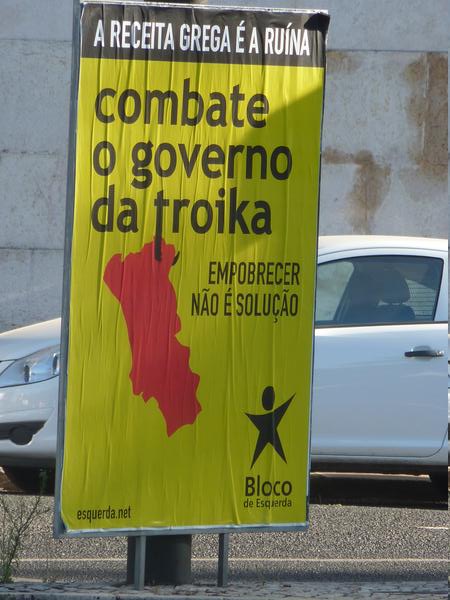 A RECEITA GREGA É A RUÍNA
combate
o governo
da troika
EMPOBRECER
NÃO É SOLUÇÃO
Bloco
de Esquerda
esquerda.net